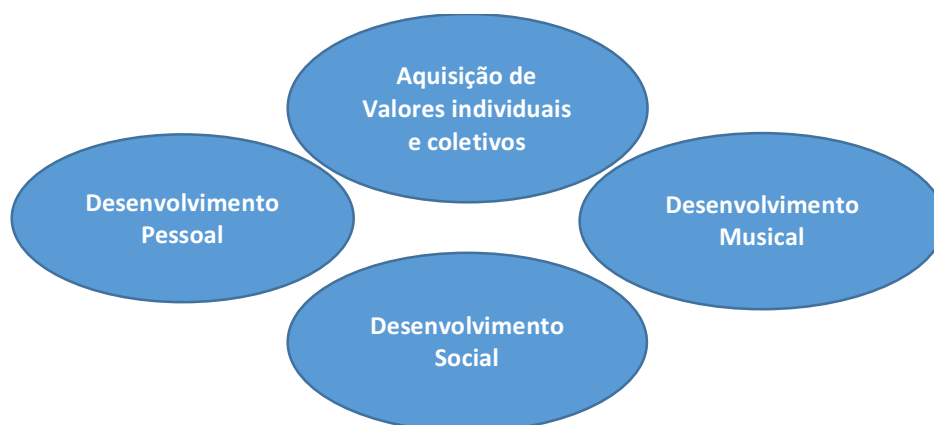 Aquisição de
Valores individuais
e coletivos
Desenvolvimento
Pessoal
Desenvolvimento
Musical
Desenvolvimento
Social